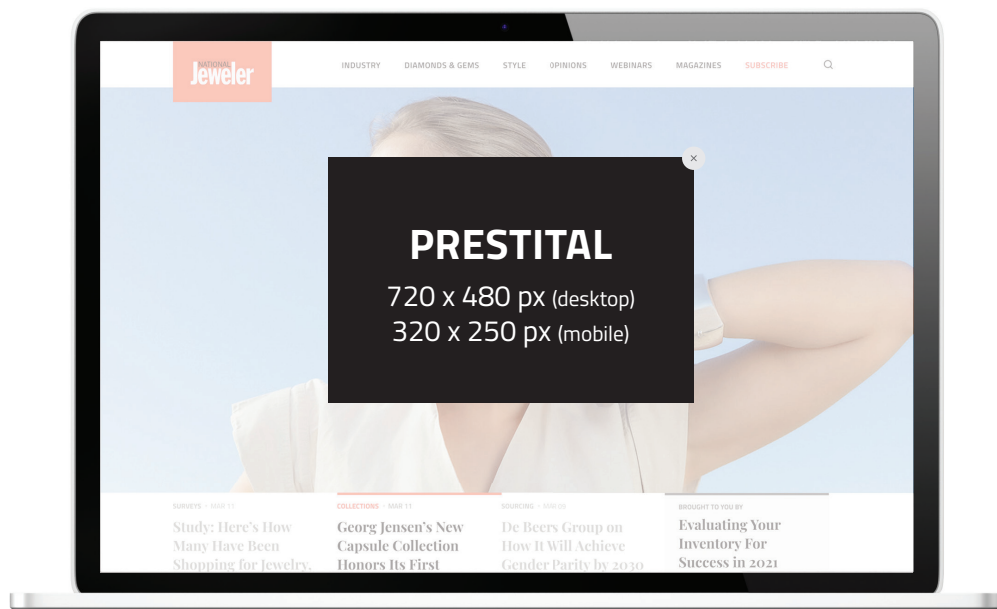 NATIONAL
Jeweler
INDUSTRY DIAMONDS & GEMS STYLE OPINIONS WEBINARS MAGAZINES SUBSCRIBE
×
PRESTITAL
720 x 480 px (desktop)
320 x 250 px (mobile)
SURVEYS • MAR 11
Study: Here's How
Many Have Been
Shopping for Jewelry,
COLLECTIONS • MAR 11
Georg Jensen's New
Capsule Collection
Honors Its First
SOURCING • MAR 09
De Beers Group on
How It Will Achieve
Gender Parity by 2030
BROUGHT TO YOU BY
Evaluating Your
Inventory For
Success in 2021